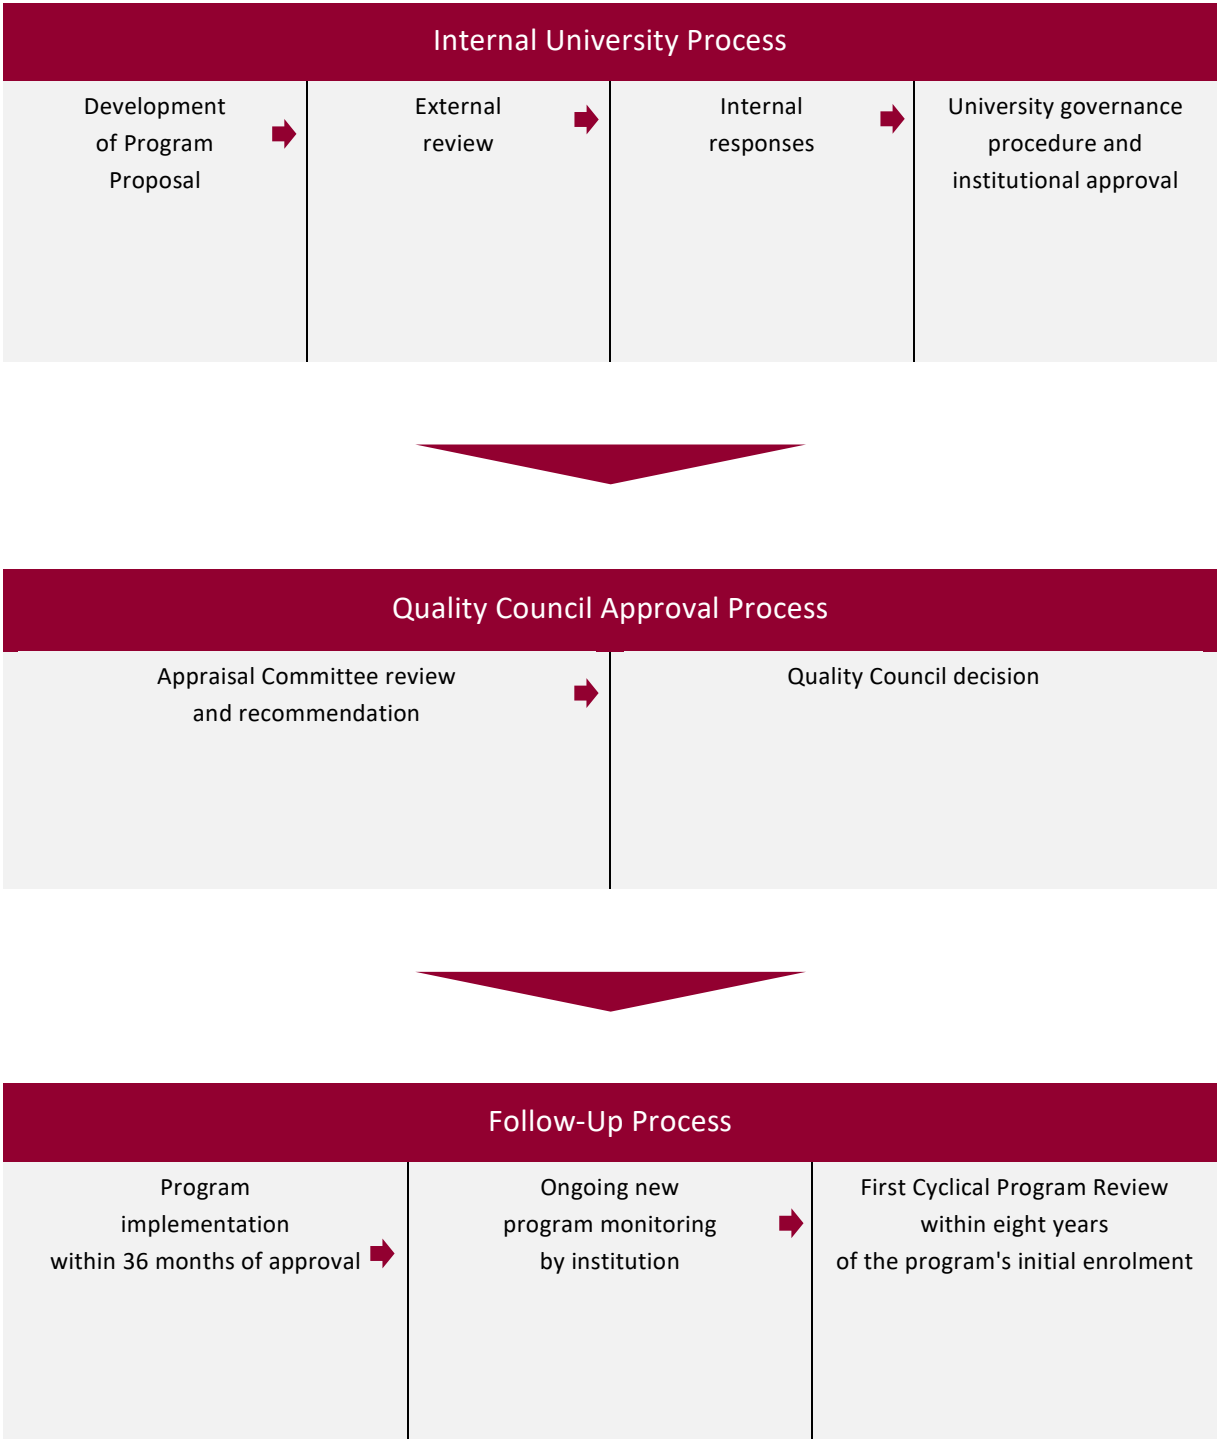 Internal University Process
Development
of Program
Proposal
External
review
Internal
responses
University governance
procedure and
institutional approval
Quality Council Approval Process
Appraisal Committee review
and recommendation
Quality Council decision
Follow-Up Process
Program
implementation
within 36 months of approval
Ongoing new
program monitoring
by institution
First Cyclical Program Review
within eight years
of the program's initial enrolment